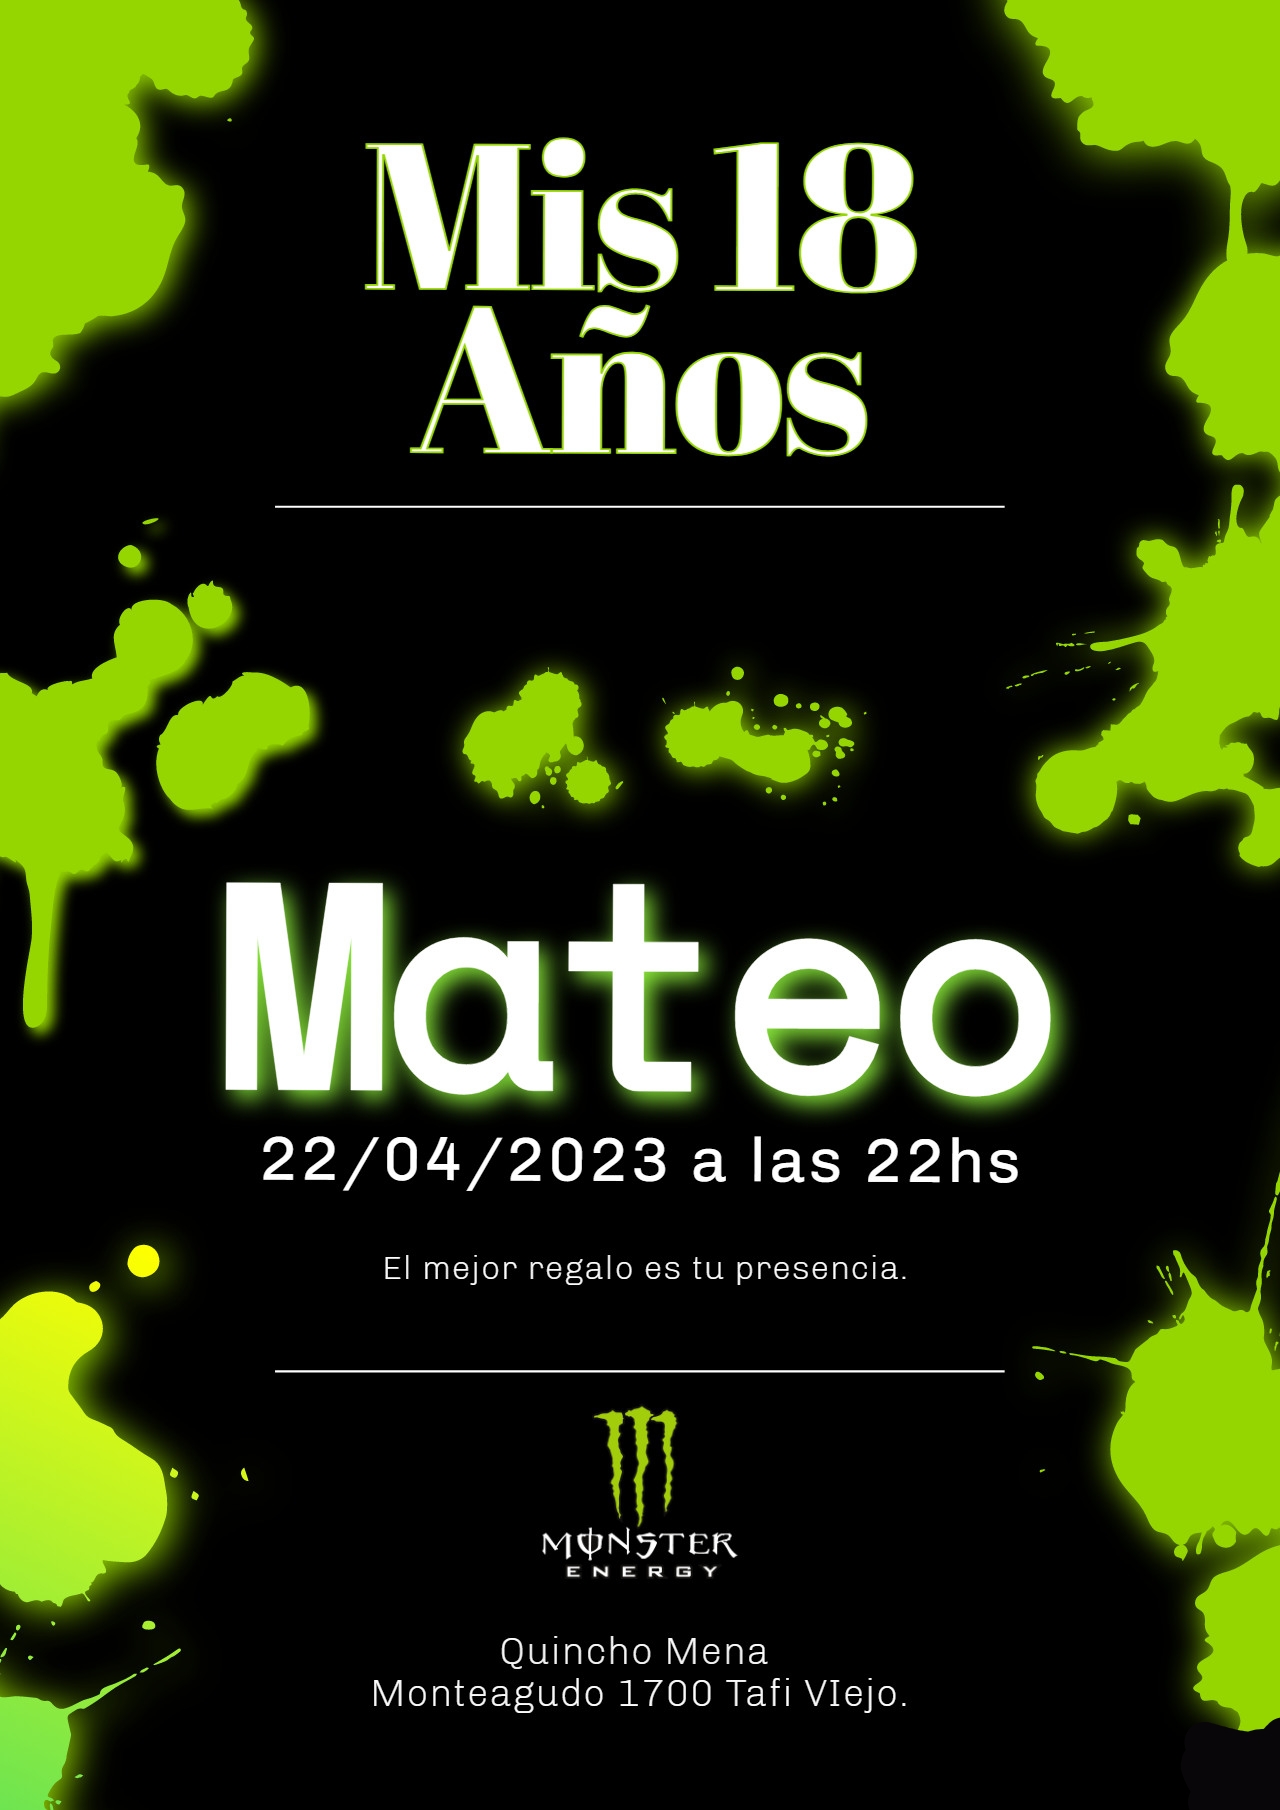 Mis 18
Años
Mateo
22/04/2023 a las 22hs
El mejor regalo es tu presencia.
MONSTER
ENERGY
Quincho Mena
Monteagudo 1700 Tafi VIejo.